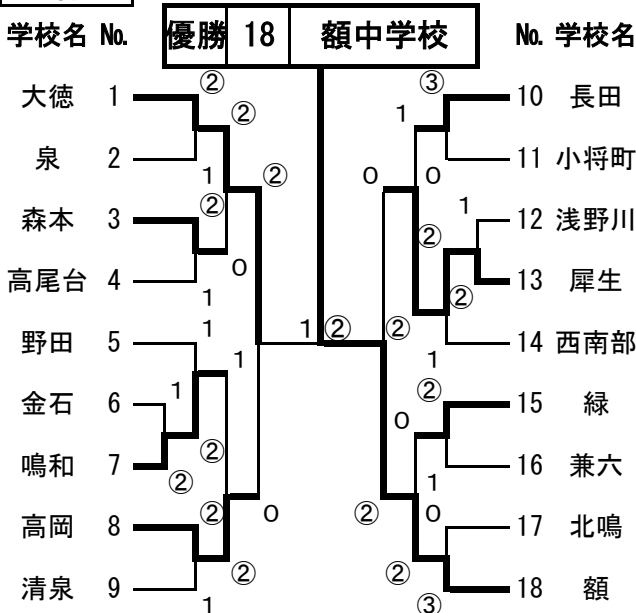 学校名 No. 優勝 18 額中学校 No. 学校名
② ③
大徳 1 10 長田
② 1
泉 2 11 小将町
1 ② 0 0
② 1
森本 3 12 浅野川
②
高尾台 4 0 13 犀生
1 ②
1 1 ② ②
野田 5 14 西南部
1 1
1 ②
金石 6 15 緑
0
鳴和 7 ② 16 兼六
② 1
② 0 ② 0
高岡 8 17 北鳴
② ②
清泉 9 18 額
1 ③